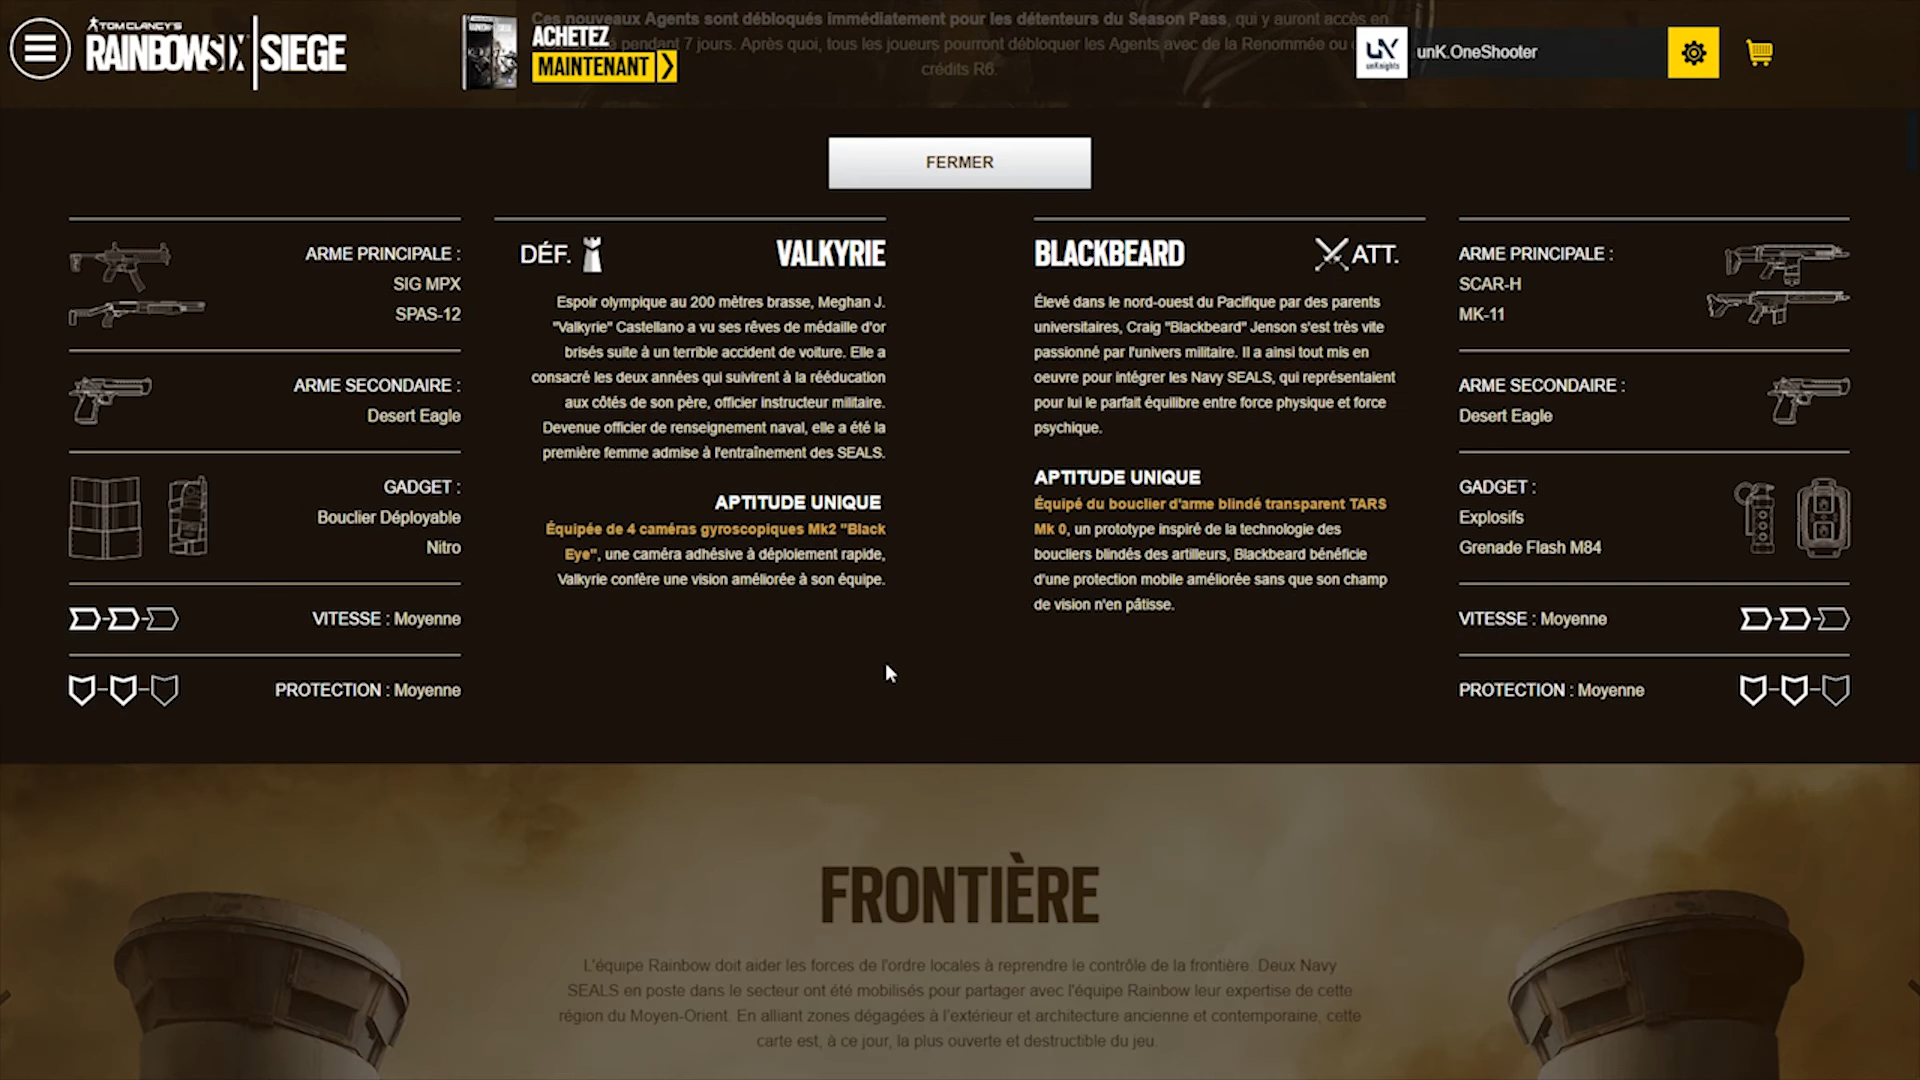 TOM CLANCY'S
RAINBOWSIX | SIEGE
ACHETEZ
MAINTENANT
Ces nouveaux Agents sont débloqués immédiatement pour les détenteurs du Season Pass, qui y auront accès en
pendant 7 jours. Après quoi, tous les joueurs pourront débloquer les Agents avec de la Renommée ou
crédits R6.
unKnights
unK.OneShooter
FERMER
ARME PRINCIPALE :
SIG MPX
SPAS-12
ARME SECONDAIRE :
Desert Eagle
GADGET :
Bouclier Déployable
Nitro
VITESSE : Moyenne
PROTECTION : Moyenne
DÉF.
VALKYRIE
Espoir olympique au 200 mètres brasse, Meghan J.
"Valkyrie" Castellano a vu ses rêves de médaille d'or
brisés suite à un terrible accident de voiture. Elle a
consacré les deux années qui suivirent à la rééducation
aux côtés de son père, officier instructeur militaire.
Devenue officier de renseignement naval, elle a été la
première femme admise à l'entraînement des SEALS.
APTITUDE UNIQUE
Équipée de 4 caméras gyroscopiques Mk2 "Black
Eye", une caméra adhésive à déploiement rapide,
Valkyrie confère une vision améliorée à son équipe.
BLACKBEARD
ATT.
Élevé dans le nord-ouest du Pacifique par des parents
universitaires, Craig "Blackbeard" Jenson s'est très vite
passionné par l'univers militaire. Il a ainsi tout mis en
oeuvre pour intégrer les Navy SEALS, qui représentaient
pour lui le parfait équilibre entre force physique et force
psychique.
APTITUDE UNIQUE
Équipé du bouclier d'arme blindé transparent TARS
Mk 0, un prototype inspiré de la technologie des
boucliers blindés des artilleurs, Blackbeard bénéficie
d'une protection mobile améliorée sans que son champ
de vision n'en pâtisse.
ARME PRINCIPALE :
SCAR-H
MK-11
ARME SECONDAIRE :
Desert Eagle
GADGET :
Explosifs
Grenade Flash M84
VITESSE : Moyenne
PROTECTION : Moyenne
FRONTIÈRE
L'équipe Rainbow doit aider les forces de l'ordre locales à reprendre le contrôle de la frontière. Deux Navy
SEALS en poste dans le secteur ont été mobilisés pour partager avec l'équipe Rainbow leur expertise de cette
région du Moyen-Orient. En alliant zones dégagées à l'extérieur et architecture ancienne et contemporaine, cette
carte est, à ce jour, la plus ouverte et destructible du jeu.